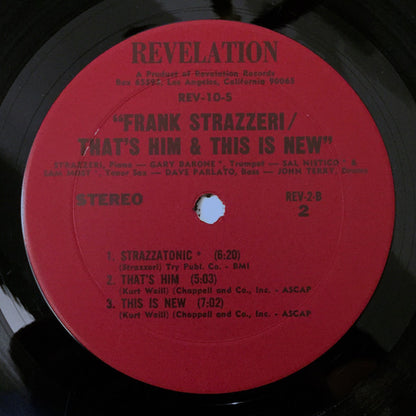 REVELATION
A Product of Revelation Records
Box 65593, Los Angeles, California 90065
REV-10-S
"FRANK STRAZZERI/
THAT'S HIM & THIS IS NEW"
STRAZZERI, Piano — GARY BARONE *, Trumpet — SAL NISTICO * &
Tenor Sax — DAVE PARLATO, Bass — JOHN TERRY, Drums
STEREO
REV-2-B
2
1. STRAZZATONIC * (6:20)
(Strazzeri) Try Publ. Co. - BMI
2. THAT'S HIM (5:03)
(Kurt Weill) (Chappell and Co., Inc. - ASCAP
3. THIS IS NEW (7:02)
(Kurt Weill) (Chappell and Co., Inc. - ASCAP